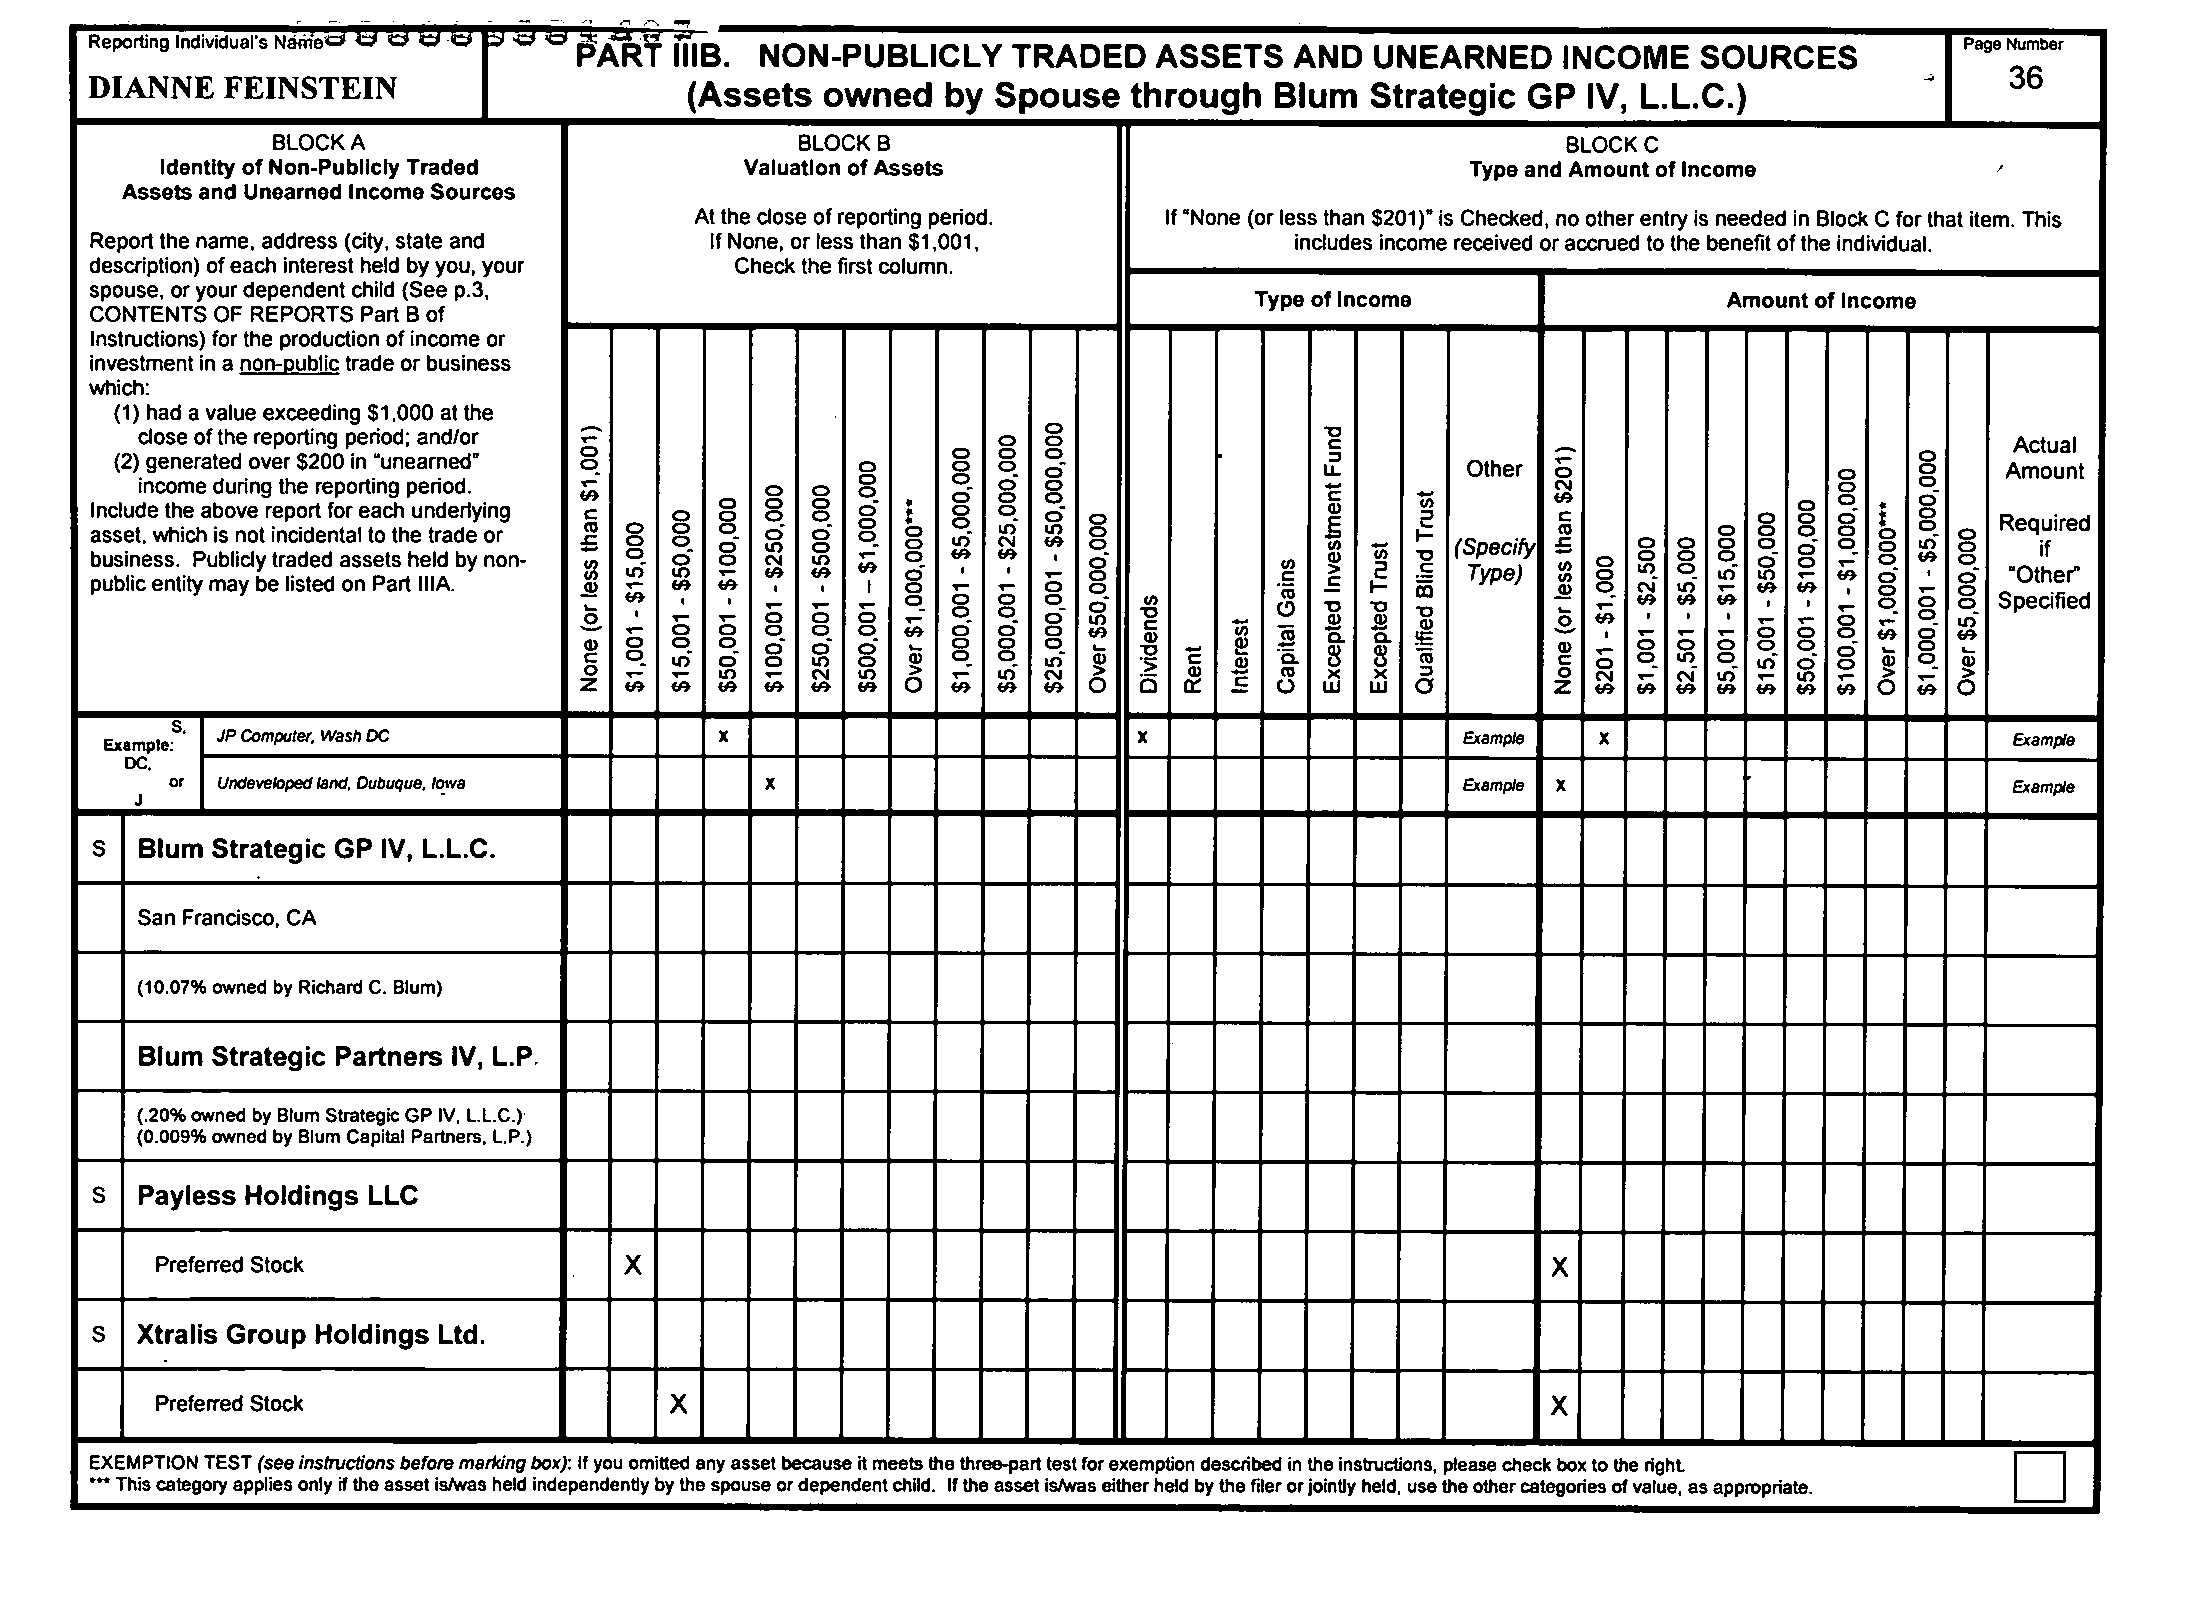 Reporting Individual's Name
DIANNE FEINSTEIN
PART IIIB. NON-PUBLICLY TRADED ASSETS AND UNEARNED INCOME SOURCES
(Assets owned by Spouse through Blum Strategic GP IV, L.L.C.)
Page Number
36
BLOCK A
Identity of Non-Publicly Traded
Assets and Unearned Income Sources
Report the name, address (city, state and
description) of each interest held by you, your
spouse, or your dependent child (See p.3,
CONTENTS OF REPORTS Part B of
Instructions) for the production of income or
investment in a non-public trade or business
which:
(1) had a value exceeding $1,000 at the
close of the reporting period; and/or
(2) generated over $200 in "unearned"
income during the reporting period.
Include the above report for each underlying
asset, which is not incidental to the trade or
business. Publicly traded assets held by non-
public entity may be listed on Part IIIA.
BLOCK B
Valuation of Assets
At the close of reporting period.
If None, or less than $1,001,
Check the first column.
None (or less than $1,001)
$1,001 - $15,000
$15,001 - $50,000
$50,001 - $100,000
$100,001 - $250,000
$250,001 - $500,000
$500,001 – $1,000,000
Over $1,000,000***
$1,000,001 - $5,000,000
$5,000,001 - $25,000,000
$25,000,001 - $50,000,000
Over $50,000,000
BLOCK C
Type and Amount of Income
If "None (or less than $201)" is Checked, no other entry is needed in Block C for that item. This
includes income received or accrued to the benefit of the individual.
Type of Income
Dividends
Rent
Interest
Capital Gains
Excepted Investment Fund
Excepted Trust
Qualified Blind Trust
Other
(Specify
Type)
Amount of Income
None (or less than $201)
$201 - $1,000
$1,001 - $2,500
$2,501 - $5,000
$5,001 - $15,000
$15,001 - $50,000
$50,001 - $100,000
$100,001 - $1,000,000
Over $1,000,000***
$1,000,001 - $5,000,000
Over $5,000,000
Actual
Amount
Required
if
"Other"
Specified
S,
Example:
DC,
or
J
JP Computer, Wash DC X X Example X Example
Undeveloped land, Dubuque, Iowa X Example X Example
S Blum Strategic GP IV, L.L.C.
San Francisco, CA
(10.07% owned by Richard C. Blum)
Blum Strategic Partners IV, L.P.
(.20% owned by Blum Strategic GP IV, L.L.C.)
(0.009% owned by Blum Capital Partners, L.P.)
S Payless Holdings LLC
Preferred Stock X X
S Xtralis Group Holdings Ltd.
Preferred Stock X X
EXEMPTION TEST (see instructions before marking box): If you omitted any asset because it meets the three-part test for exemption described in the instructions, please check box to the right.
*** This category applies only if the asset is/was held independently by the spouse or dependent child. If the asset is/was either held by the filer or jointly held, use the other categories of value, as appropriate.